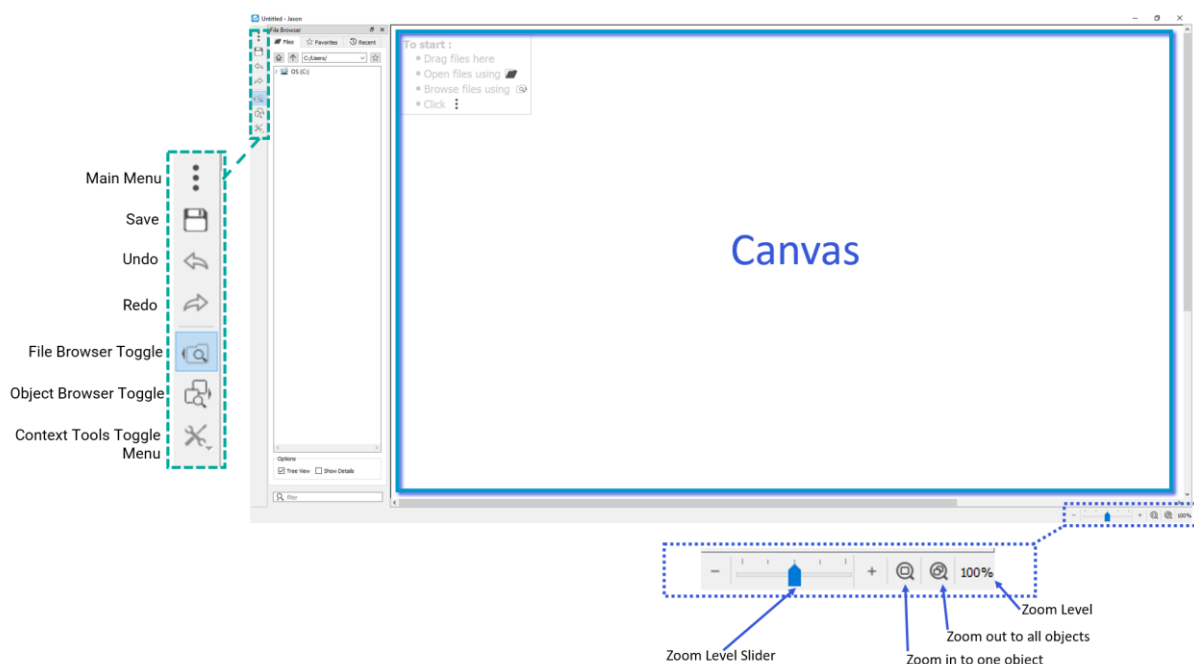 Untitled - Jason
File Browser
Files
Favorites
Recent
C:/Users/
OS (C:)
To start :
Drag files here
Open files using
Browse files using
Click
Main Menu
Save
Undo
Redo
File Browser Toggle
Object Browser Toggle
Context Tools Toggle
Menu
Canvas
Options
Tree View
Show Details
filter
100%
100%
Zoom Level
Zoom out to all objects
Zoom Level Slider
Zoom in to one object